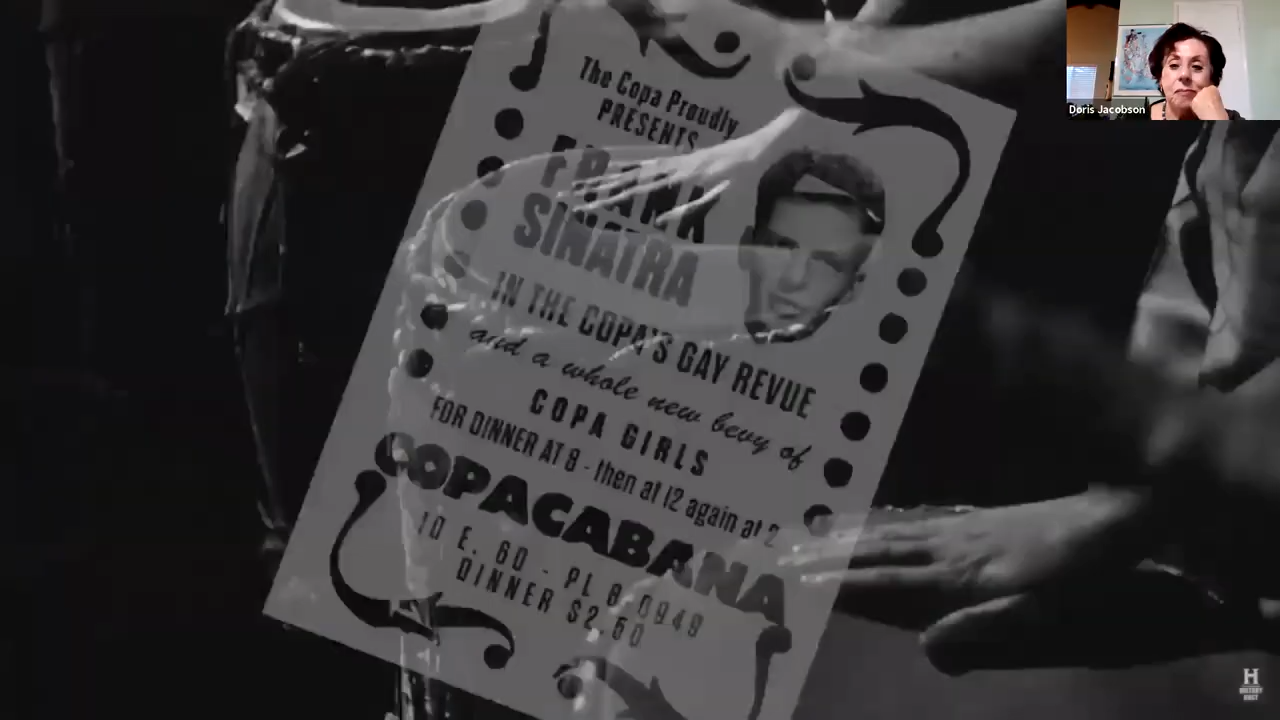 The Copa Proudly
PRESENTS
FRANK
SINATRA
IN THE COPA'S GAY REVUE
and a whole new bevy of
COPA GIRLS
FOR DINNER AT 8 - then at 12 again at 2
COPACABANA
10 E. 60 - PL 8 0949
DINNER $2.50
Doris Jacobson
H
HISTORY